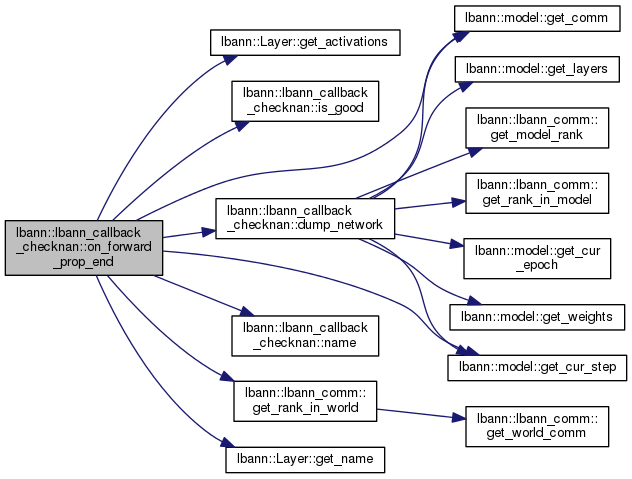 lbann::lbann_callback
_checknan::on_forward
_prop_end
lbann::Layer::get_activations
lbann::lbann_callback
_checknan::is_good
lbann::lbann_callback
_checknan::dump_network
lbann::lbann_callback
_checknan::name
lbann::lbann_comm::
get_rank_in_world
lbann::Layer::get_name
lbann::model::get_comm
lbann::model::get_layers
lbann::lbann_comm::
get_model_rank
lbann::lbann_comm::
get_rank_in_model
lbann::model::get_cur
_epoch
lbann::model::get_weights
lbann::model::get_cur_step
lbann::lbann_comm::
get_world_comm